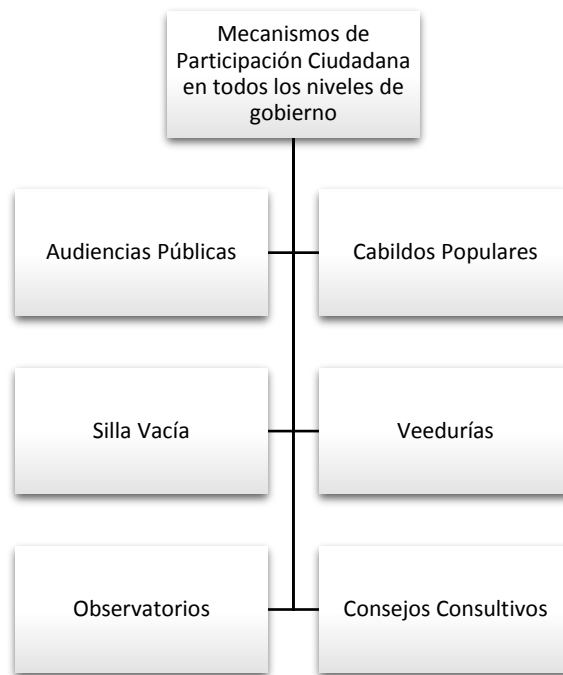 Mecanismos de
Participación Ciudadana
en todos los niveles de
gobierno
Audiencias Públicas
Cabildos Populares
Silla Vacía
Veedurías
Observatorios
Consejos Consultivos